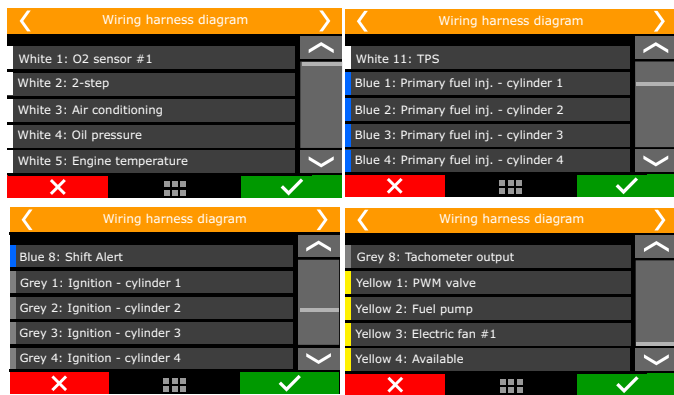 Wiring harness diagram
White 1: O2 sensor #1
White 2: 2-step
White 3: Air conditioning
White 4: Oil pressure
White 5: Engine temperature
Wiring harness diagram
White 11: TPS
Blue 1: Primary fuel inj. - cylinder 1
Blue 2: Primary fuel inj. - cylinder 2
Blue 3: Primary fuel inj. - cylinder 3
Blue 4: Primary fuel inj. - cylinder 4
Wiring harness diagram
Blue 8: Shift Alert
Grey 1: Ignition - cylinder 1
Grey 2: Ignition - cylinder 2
Grey 3: Ignition - cylinder 3
Grey 4: Ignition - cylinder 4
Wiring harness diagram
Grey 8: Tachometer output
Yellow 1: PWM valve
Yellow 2: Fuel pump
Yellow 3: Electric fan #1
Yellow 4: Available